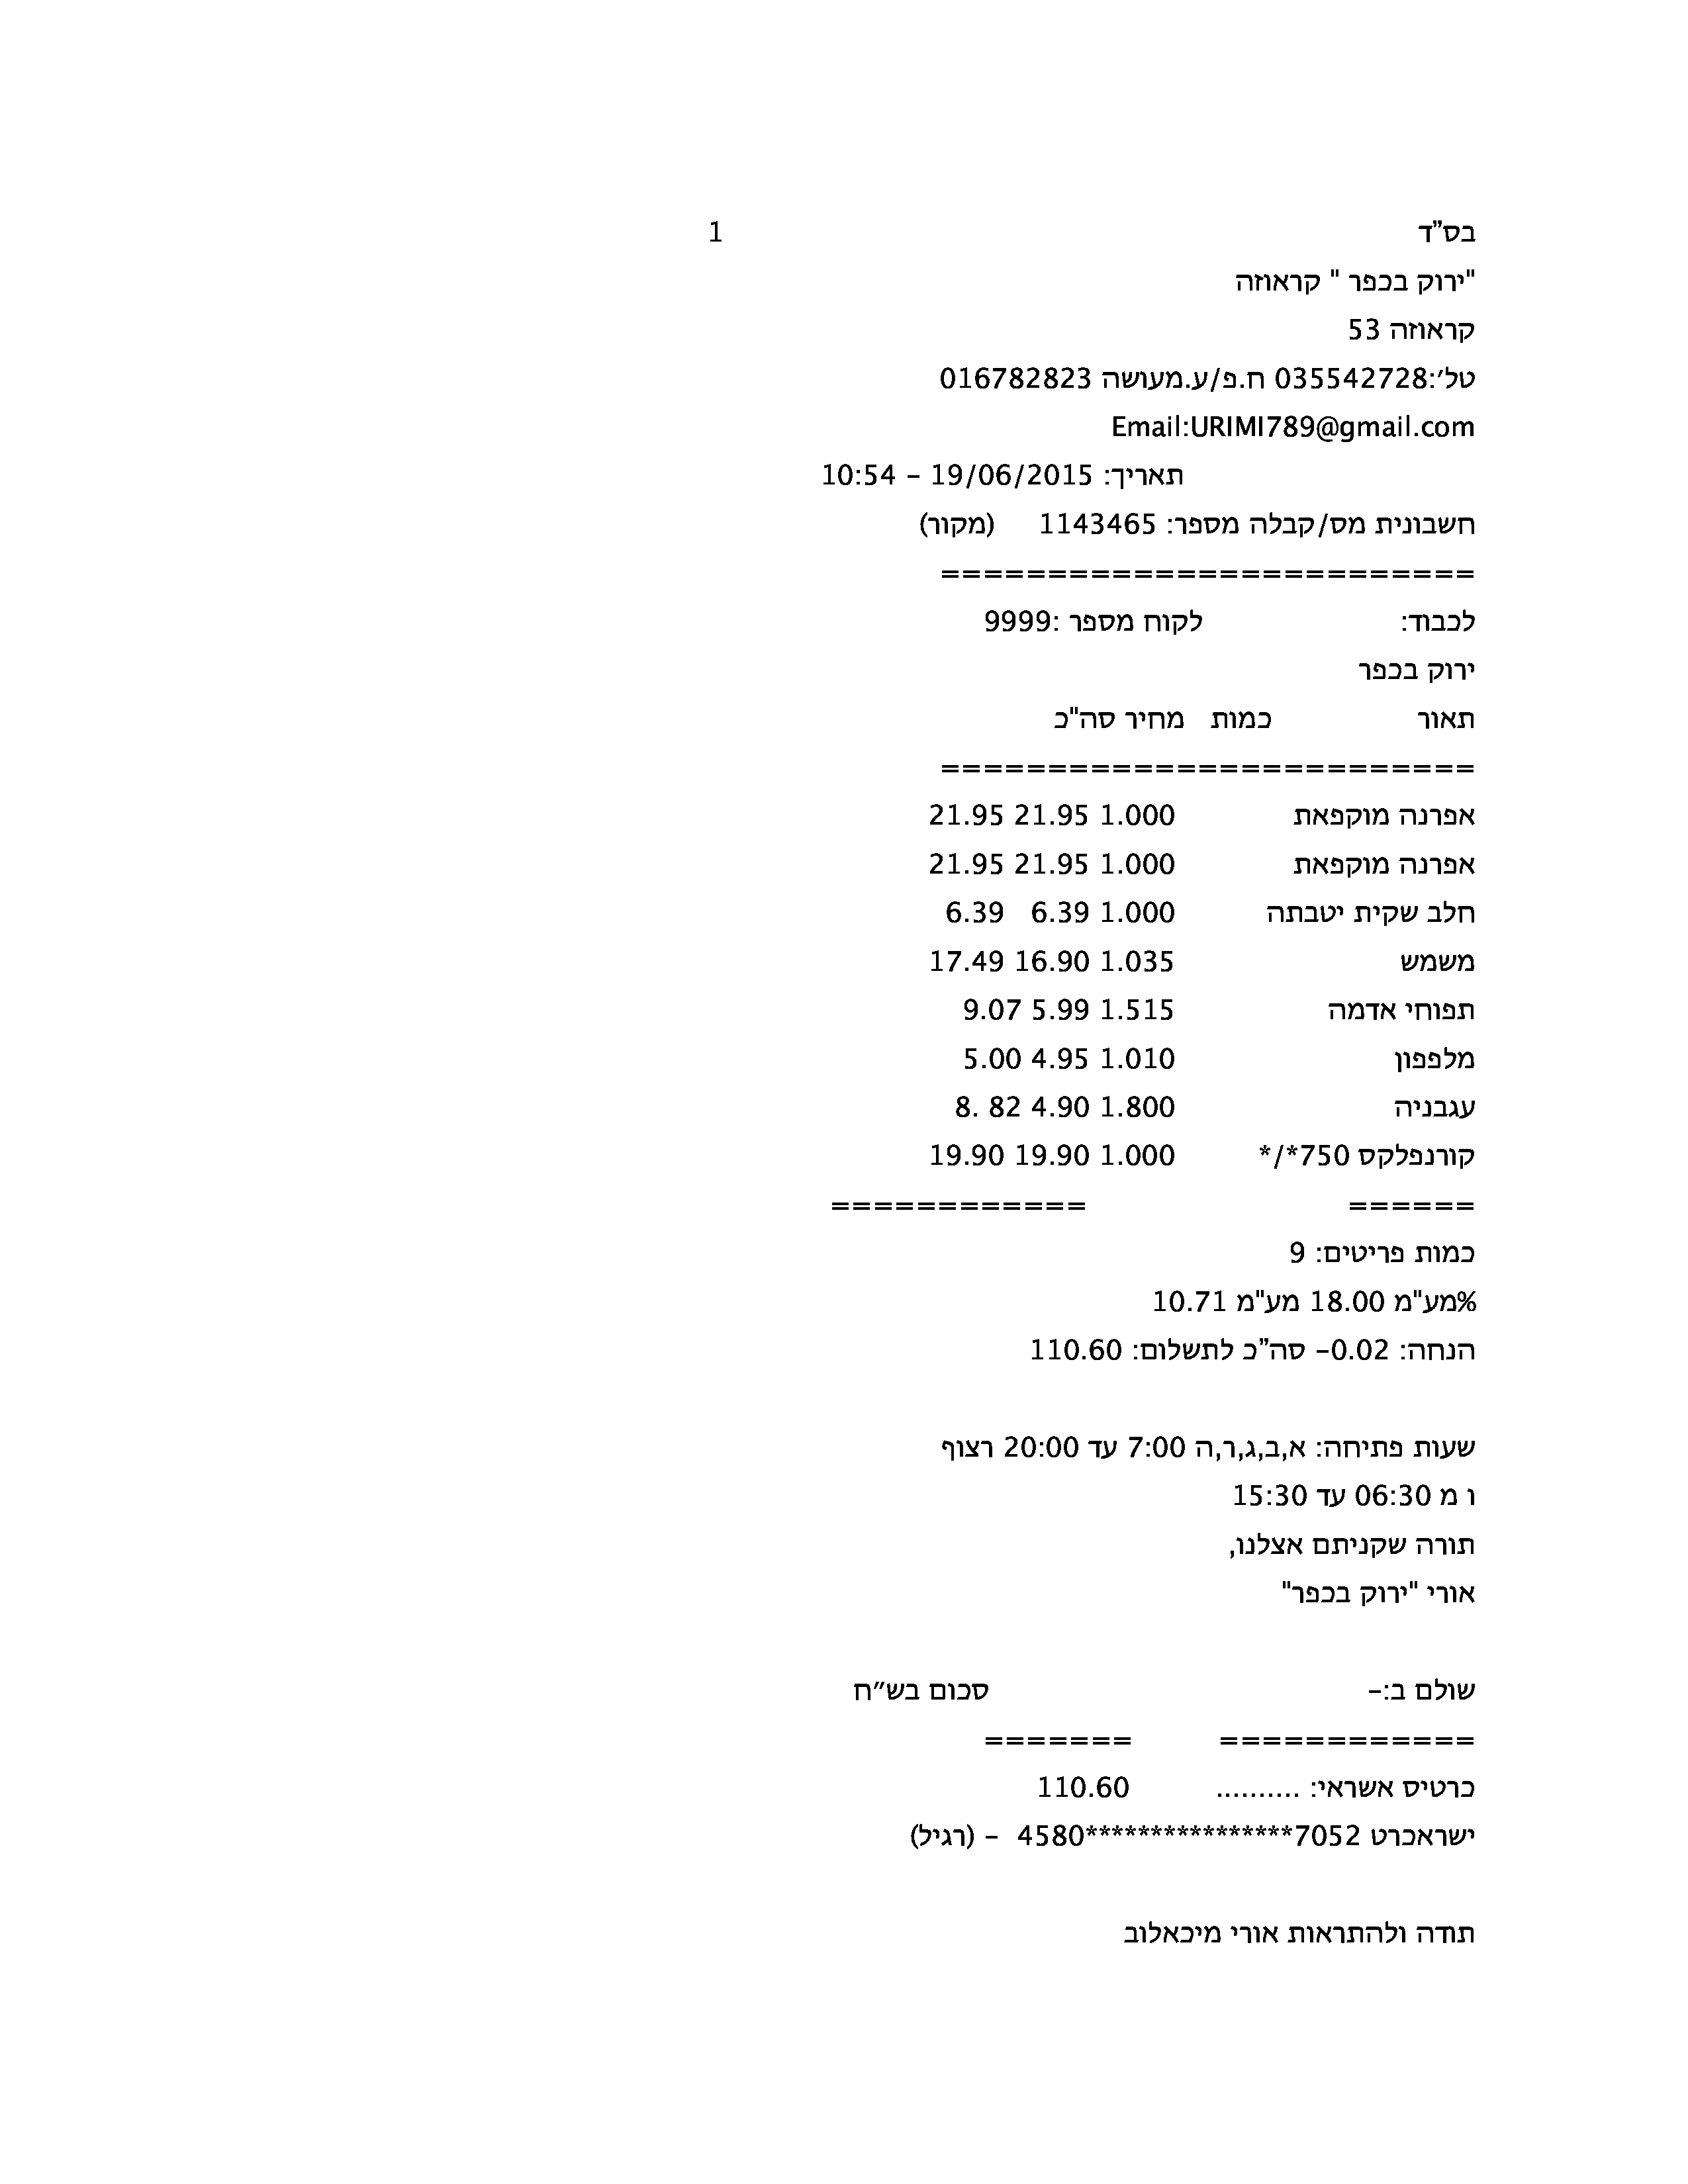 בס"ד 1
"ירוק בכפר " קראוזה
קראוזה 53
טל׳:035542728 ח.פ/ע.מעושה 016782823
Email:URIMI789@gmail.com
תאריך: 19/06/2015 - 10:54
חשבונית מס/קבלה מספר: 1143465 (מקור)
=========================
לכבוד: לקוח מספר :9999
ירוק בכפר
תאור כמות מחיר סה"כ
=========================
אפרנה מוקפאת 1.000 21.95 21.95
אפרנה מוקפאת 1.000 21.95 21.95
חלב שקית יטבתה 1.000 6.39 6.39
משמש 1.035 16.90 17.49
תפוחי אדמה 1.515 5.99 9.07
מלפפון 1.010 4.95 5.00
עגבניה 1.800 4.90 8. 82
קורנפלקס 750*/* 1.000 19.90 19.90
====== ============
כמות פריטים: 9
%מע"מ 18.00 מע"מ 10.71
הנחה: 0.02- סה"כ לתשלום: 110.60
שעות פתיחה: א,ב,ג,ר,ה 7:00 עד 20:00 רצוף
ו מ 06:30 עד 15:30
תורה שקניתם אצלנו,
אורי "ירוק בכפר"
שולם ב:- סכום בש״ח
============ =======
כרטיס אשראי: .......... 110.60
ישראכרט 7052****************4580 - (רגיל)
תודה ולהתראות אורי מיכאלוב